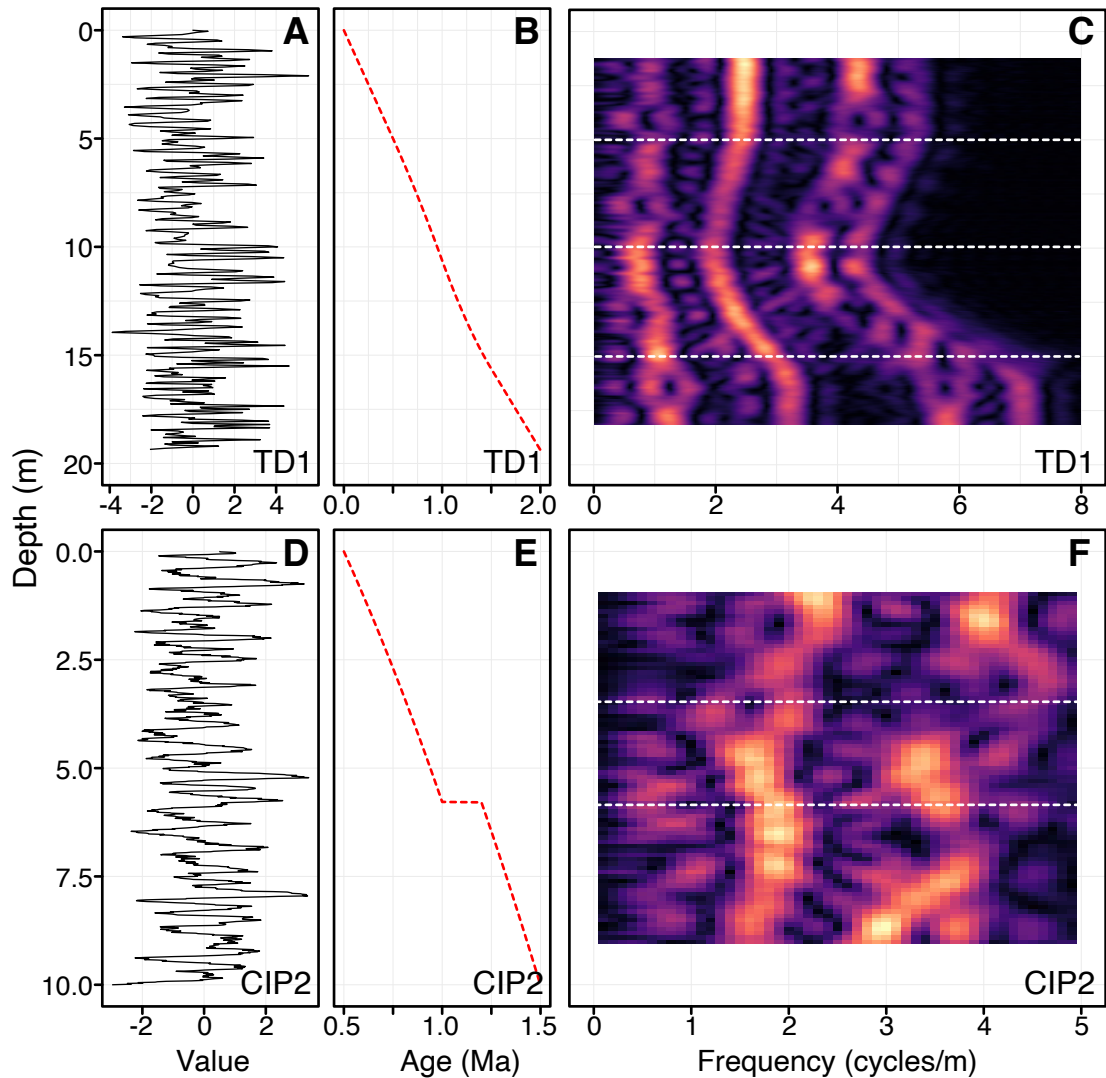 A
B
C
0
5
10
15
20
TD1
TD1
-4 -2 0 2 4
0.0 1.0 2.0
0 2 4 6 8
Depth (m)
D
E
F
0.0
2.5
5.0
7.5
10.0
CIP2
CIP2
CIP2
-2 0 2
0.5 1.0 1.5
0 1 2 3 4 5
Value
Age (Ma)
Frequency (cycles/m)